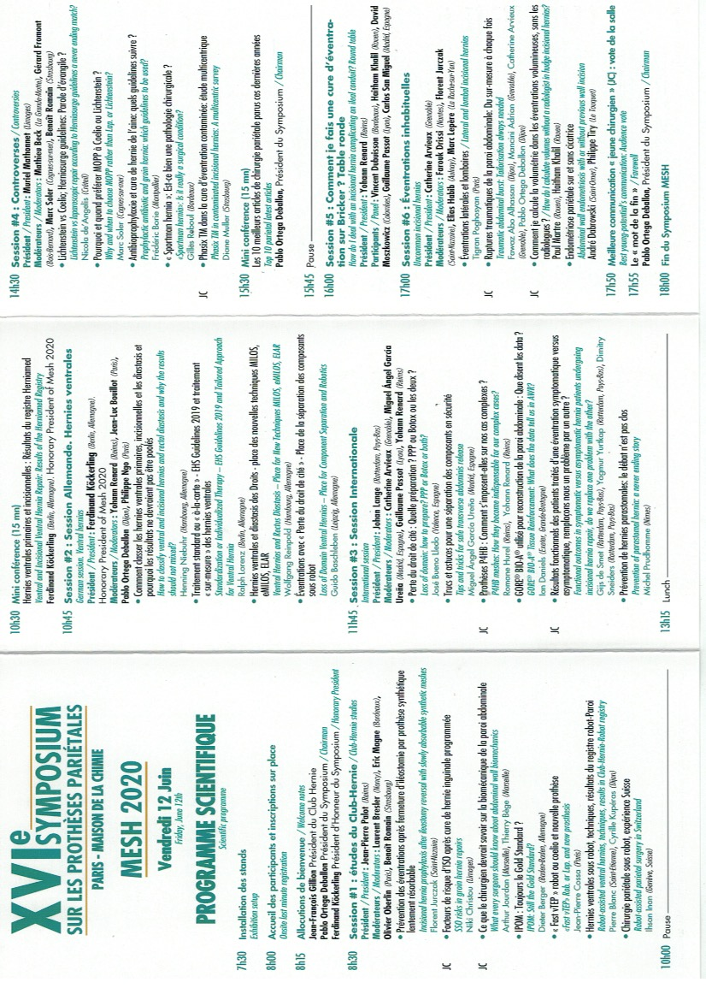 XVIe SYMPOSIUM
SUR LES PROTHÈSES PARIÉTALES
PARIS - MAISON DE LA CHIMIE
MESH 2020
Vendredi 12 Juin
Friday, June 12th
PROGRAMME SCIENTIFIQUE
Scientific programme
7h30 Installation des stands
Exhibition setup
8h00 Accueil des participants et inscriptions sur place
Onsite last minute registration
8h15 Allocutions de bienvenue / Welcome notes
Jean-François Gillian Président du Club Hernie
Pablo Ortega Deballon Président du Symposium / Chairman
Ferdinand Köckerling Président d'Honneur du Symposium / Honorary President
8h30 Session #1 : études du Club-Hernie / Club-Hernie studies
Président / President : Jean-Pierre Palot (Reims)
Modérateurs / Moderators : Laurent Bresler (Nancy), Eric Magne (Bordeaux),
Olivier Oberlin (Paris), Benoit Romain (Strasbourg)
• Prévention des éventrations après fermeture d'iléostomie par prothèse synthétique
lentement résorbable
Incisional hernia prophylaxis after ileostomy reversal with slowly absorbable synthetic meshes
Florent Jurczak (Saint-Nazaire)
JC • Facteurs de risque d'ISO après cure de hernie inguinale programmée
SSO risks in groin hernia repairs
Niki Christou (Limoges)
JC • Ce que le chirurgien devrait savoir sur la biomécanique de la paroi abdominale
What every surgeon should know about abdominal wall biomechanics
Arthur Jourdan (Marseille), Thierry Bège (Marseille)
• IPOM : Toujours le Gold Standard ?
IPOM: Still the Gold Standard?
Dieter Berger (Baden-Baden, Allemagne)
• « Fast vTEP » robot ou coelio et nouvelle prothèse
«Fast vTEP» Rob. or Lap. and new prosthesis
Jean-Pierre Cossa (Paris)
• Hernies ventrales sous robot, techniques, résultats du registre robot-Paroi
Robot-assisted ventral hernias, techniques, results in Club-Hernie-Robot registry
Pierre Blanc (Saint-Etienne), Cyrille Kupéras (Dijon)
• Chirurgie pariétale sous robot, expérience Suisse
Robot-assisted parietal surgery in Switzerland
Ihsan Inan (Genève, Suisse)
10h00 Pause
10h30 Mini conférence (15 mn)
Hernies ventrales primaires et incisionnelles : Résultats du registre Herniamed
Ventral and Incisional Ventral Hernia Repair: Results of the Herniamed Registry
Ferdinand Köckerling (Berlin, Allemagne) Honorary President of Mesh 2020
10h45 Session #2 : Session Allemande. Hernies ventrales
German session. Ventral hernias
Président / President : Ferdinand Köckerling (Berlin, Allemagne)
Honorary President of Mesh 2020
Modérateurs / Moderators : Yohann Renard (Reims), Jean-Luc Bouillot (Paris),
Pablo Ortega Deballon (Dijon), Philippe Ngo (Paris)
• Comment classer les hernies ventrales primaires, incisionnelles et les diastasis et
pourquoi les résultats ne devraient pas être poolés
How to classify ventral and incisional hernias and rectal diastasis and why the results
should not mixed?
Henning Niebuhr (Hambourg, Allemagne)
• Traitement standard ou « à-la-carte » - EHS Guidelines 2019 et traitement
« sur-mesure » des hernies ventrales
Standardization or Individualized Therapy – EHS Guidelines 2019 and Tailored Approach
for Ventral Hernia
Ralph Lorenz (Berlin, Allemagne)
• Hernies ventrales et diastasis des Droits - place des nouvelles techniques MILOS,
eMILOS, ELAR
Ventral Hernias and Rectus Diastasis – Place for New Techniques MILOS, eMILOS, ELAR
Wolfgang Reinpold (Hambourg, Allemagne)
• Éventrations avec « Perte du droit de cité » - Place de la séparation des composants
sous robot
Loss of Domain Ventral Hernias – Place for Component Separation and Robotics
Guido Baschleben (Leipzig, Allemagne)
11h45 Session #3 : Session Internationale
International session
Président / President : Johan Lange (Rotterdam, Pays-Bas)
Modérateurs / Moderators : Catherine Arvieux (Grenoble), Miguel Ángel García
Ureña (Madrid, Espagne), Guillaume Passot (Lyon), Yohann Renard (Reims)
• Perte du droit de cité : Quelle préparation ? PPP ou Botox ou les deux ?
Loss of domain: how to prepare? PPP or Botox or both?
José Bueno Lledo (Valence, Espagne)
• Trucs et astuces pour une séparation des composants en sécurité
Tips and tricks for safe transverse abdominis release
Miguel Ángel García Ureña (Madrid, Espagne)
JC • Prothèses P4HB : Comment s'imposent-elles sur nos cas complexes ?
P4HB meshes: How they become indispensable for our complex cases?
Romane Hurel (Reims), Yohann Renard (Reims)
• GORE® BIO-A® utilisé pour reconstruction de la paroi abdominale : Que disent les data ?
GORE® BIO-A® Tissue Reinforcement: What does the data tell us in AWR?
Ian Daniels (Exeter, Grande-Bretagne)
JC • Résultats fonctionnels des patients traités d'une éventration symptomatique versus
asymptomatique, remplaçons nous un problème par un autre ?
Functional outcomes in symptomatic versus asymptomatic hernia patients undergoing
incisional hernia repair, do we replace one problem with the other?
Gijs de Smet (Rotterdam, Pays-Bas), Yagmur Yurtkap (Rotterdam, Pays-Bas), Dimitry
Sneiders (Rotterdam, Pays-Bas)
• Prévention de hernies parastomales: le débat n'est pas clos
Prevention of parastomal hernia: a never ending story
Michel Prudhomme (Nîmes)
13h15 Lunch
14h30 Session #4 : Controverses / Controversies
Président / President : Muriel Mathonnet (Limoges)
Modérateurs / Moderators : Mathieu Beck (La Grande-Motte), Gérard Fromont
(Bois-Bernard), Marc Soler (Cagnes-sur-mer), Benoit Romain (Strasbourg)
• Lichtenstein vs Coelio; Herniasurge guidelines: Parole d'évangile ?
Lichtenstein vs laparoscopic repair according to Herniasurge guidelines a never ending match?
Nicola de Angelis (Créteil)
• Pourquoi et quand préférer MOPP à Coelio ou Lichtenstein ?
Why and when to choose MOPP rather than Lap. or Lichtenstein?
Marc Soler (Cagnes-sur-mer)
• Antibioprophylaxie et cure de hernie de l'aine: quels guidelines suivre ?
Prophylactic antibiotic and groin hernia: which guidelines to be used?
Frédéric Borie (Montpellier)
• « Sportman hernia »: Est-ce bien une pathologie chirurgicale ?
«Sportman hernia»: Is it really a surgical condition?
Gilles Reboul (Bordeaux)
JC • Phasix TM dans la cure d'éventration contaminée: étude multicentrique
Phasix TM in contaminated incisional hernias: A multicentric survey
Diane Muller (Strasbourg)
15h30 Mini conférence (15 mn)
Les 10 meilleurs articles de chirurgie pariétale parus ces dernières années
Top 10 parietal latest articles
Pablo Ortega Deballon, Président du Symposium / Chairman
15h45 Pause
16h00 Session #5 : Comment je fais une cure d'éventra-
tion sur Bricker ? Table ronde
How do I deal with an incisional hernia complicating an ileal conduit? Round table
Président / President : Yohann Renard (Reims)
Participants / Panel : Vincent Dubuisson (Bordeaux), Haitham Khalil (Rouen), David
Moszkowicz (Colombes), Guillaume Passot (Lyon), Carlos San Miguel (Madrid, Espagne)
17h00 Session #6 : Éventrations inhabituelles
Uncommon incisional hernias
Président / President : Catherine Arvieux (Grenoble)
Modérateurs / Moderators : Farouk Drissi (Nantes), Florent Jurczak
(Saint-Nazaire), Elias Habib (Aulnay), Marc Lepère (La Roche-sur-Yon)
• Éventrations latérales et lombaires / Lateral and lombal incisional hernias
Tigran Poghosyan (Paris)
JC • Ruptures traumatiques de la paroi abdominale: Du sur-mesure à chaque fois
Traumatic abdominal burst: Tailorisation always needed
Fawaz Abo Alhassan (Dijon), Mancini Adrian (Grenoble), Catherine Arvieux
(Grenoble), Pablo Ortega Deballon (Dijon)
JC • Comment je calcule la volumétrie dans les éventrations volumineuses, sans les
radiologues ? / How do I calculate volumes without a radiologist in hudge incisional hernias?
Paul Martre (Rouen), Haitham Khalil (Rouen)
• Endométriose pariétale sur et sans cicatrice
Abdominal wall endometriosis with or without previous wall incision
André Dabrowski (Saint-Omer), Philippe Tiry (Le Touquet)
17h50 Meilleure communication « jeune chirurgien » (JC) : vote de la salle
Best young-potential's communication: Audience vote
17h55 Le « mot de la fin » / Farewell
Pablo Ortega Deballon, Président du Symposium / Chairman
18h00 Fin du Symposium MESH